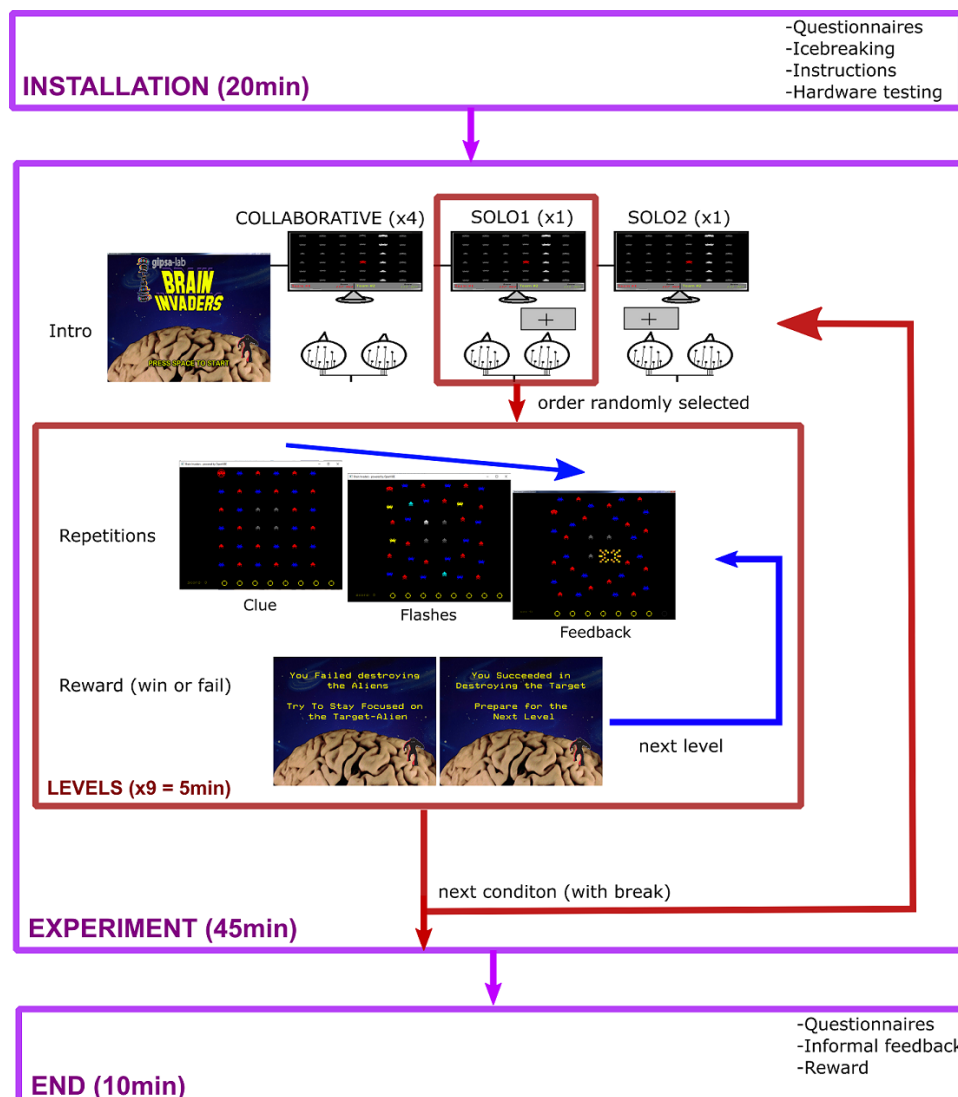 -Questionnaires
-Icebreaking
-Instructions
-Hardware testing
INSTALLATION (20min)
COLLABORATIVE (x4)
SOLO1 (x1)
SOLO2 (x1)
gipsa-lab
BRAIN
INVADERS
PRESS SPACE TO START
Intro
order randomly selected
Repetitions
Clue
Flashes
Feedback
Reward (win or fail)
You Failed destroying
the Aliens
Try To Stay Focused on
the Target-Alien
You Succeeded in
Destroying the Target
Prepare for the
Next Level
next level
LEVELS (x9 = 5min)
next conditon (with break)
EXPERIMENT (45min)
-Questionnaires
-Informal feedback
-Reward
END (10min)